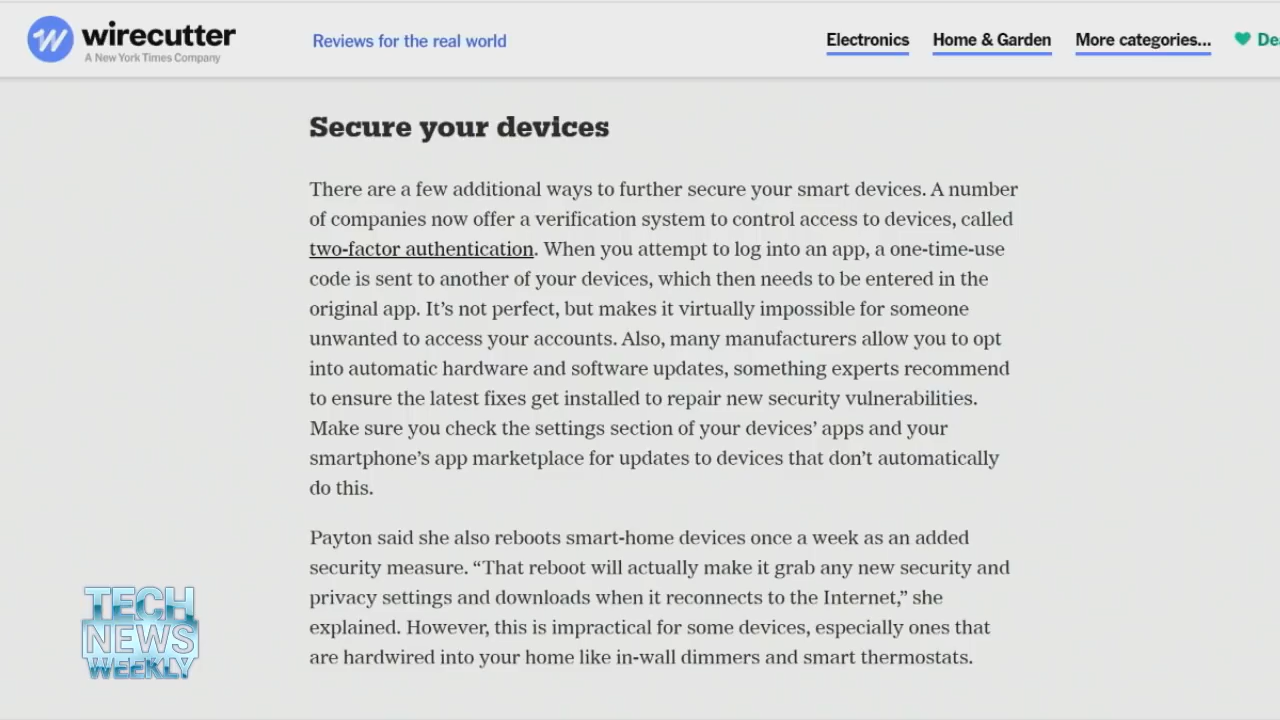 wirecutter
A New York Times Company
Reviews for the real world
Electronics
Home & Garden
More categories...
Secure your devices
There are a few additional ways to further secure your smart devices. A number
of companies now offer a verification system to control access to devices, called
two-factor authentication. When you attempt to log into an app, a one-time-use
code is sent to another of your devices, which then needs to be entered in the
original app. It’s not perfect, but makes it virtually impossible for someone
unwanted to access your accounts. Also, many manufacturers allow you to opt
into automatic hardware and software updates, something experts recommend
to ensure the latest fixes get installed to repair new security vulnerabilities.
Make sure you check the settings section of your devices’ apps and your
smartphone’s app marketplace for updates to devices that don’t automatically
do this.
Payton said she also reboots smart-home devices once a week as an added
security measure. “That reboot will actually make it grab any new security and
privacy settings and downloads when it reconnects to the Internet,” she
explained. However, this is impractical for some devices, especially ones that
are hardwired into your home like in-wall dimmers and smart thermostats.
TECH
NEWS
WEEKLY